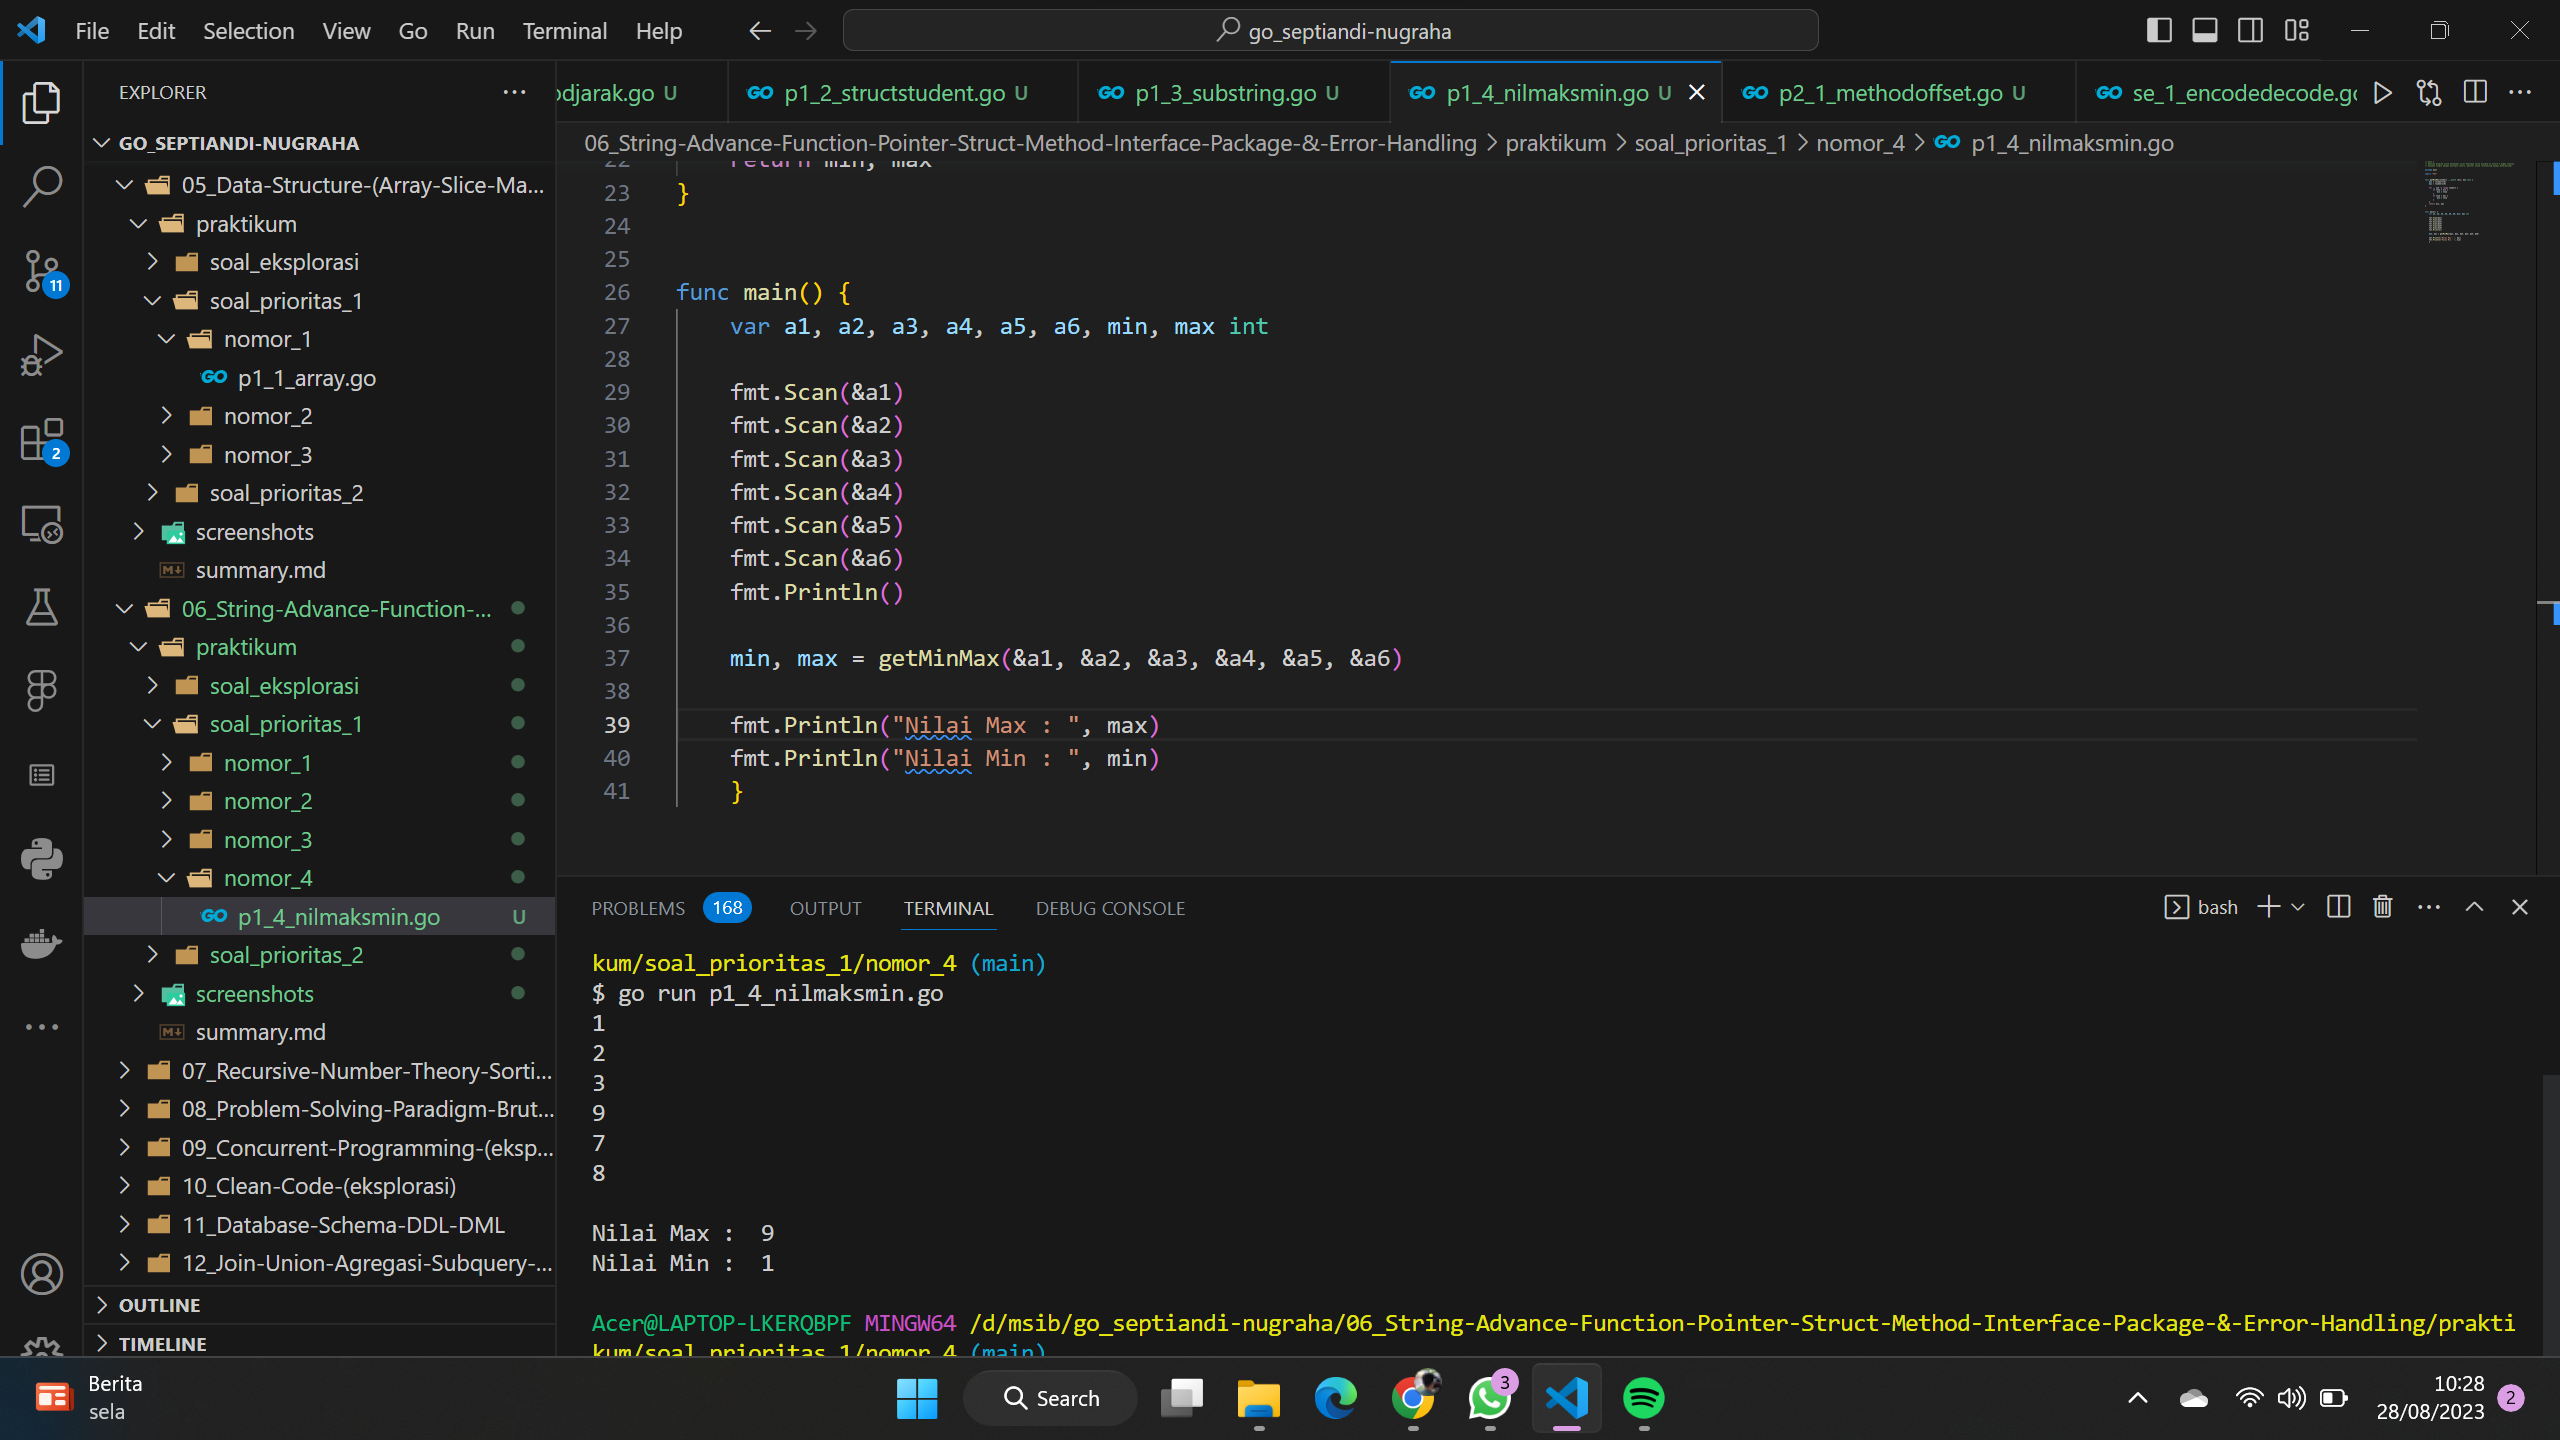 File Edit Selection View Go Run Terminal Help
go_septiandi-nugraha
EXPLORER
GO_SEPTIANDI-NUGRAHA
05_Data-Structure-(Array-Slice-Ma...
praktikum
soal_eksplorasi
soal_prioritas_1
nomor_1
p1_1_array.go
nomor_2
nomor_3
soal_prioritas_2
screenshots
summary.md
06_String-Advance-Function-...
praktikum
soal_eksplorasi
soal_prioritas_1
nomor_1
nomor_2
nomor_3
nomor_4
p1_4_nilmaksmin.go U
soal_prioritas_2
screenshots
summary.md
07_Recursive-Number-Theory-Sorti...
08_Problem-Solving-Paradigm-Brut...
09_Concurrent-Programming-(eksp...
10_Clean-Code-(eksplorasi)
11_Database-Schema-DDL-DML
12_Join-Union-Agregasi-Subquery-...
OUTLINE
TIMELINE
11
2
odjarak.go U p1_2_structstudent.go U p1_3_substring.go U p1_4_nilmaksmin.go U p2_1_methodoffset.go U se_1_encodedecode.go
06_String-Advance-Function-Pointer-Struct-Method-Interface-Package-&-Error-Handling > praktikum > soal_prioritas_1 > nomor_4 > p1_4_nilmaksmin.go
22 return min, max
23 }
24
25
26 func main() {
27 var a1, a2, a3, a4, a5, a6, min, max int
28
29 fmt.Scan(&a1)
30 fmt.Scan(&a2)
31 fmt.Scan(&a3)
32 fmt.Scan(&a4)
33 fmt.Scan(&a5)
34 fmt.Scan(&a6)
35 fmt.Println()
36
37 min, max = getMinMax(&a1, &a2, &a3, &a4, &a5, &a6)
38
39 fmt.Println("Nilai Max : ", max)
40 fmt.Println("Nilai Min : ", min)
41 }
PROBLEMS 168 OUTPUT TERMINAL DEBUG CONSOLE
bash
kum/soal_prioritas_1/nomor_4 (main)
$ go run p1_4_nilmaksmin.go
1
2
3
9
7
8
Nilai Max :  9
Nilai Min :  1
Acer@LAPTOP-LKERQBPF MINGW64 /d/msib/go_septiandi-nugraha/06_String-Advance-Function-Pointer-Struct-Method-Interface-Package-&-Error-Handling/prakti
kum/soal_prioritas_1/nomor_4 (main)
Berita
sela
Search
3
10:28
28/08/2023
2